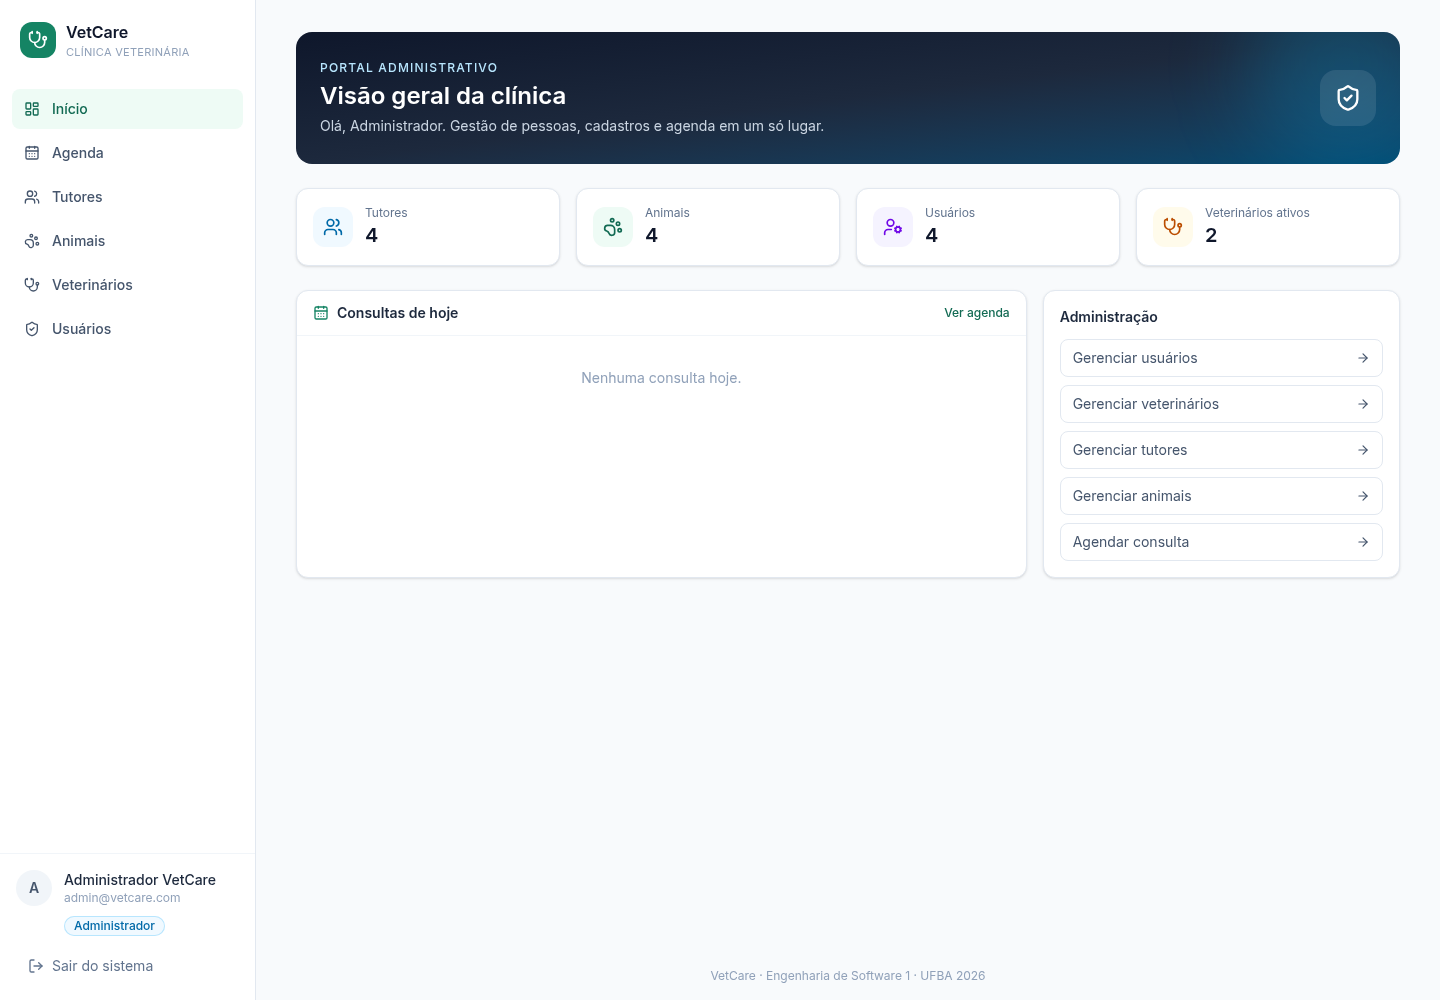 VetCare
CLÍNICA VETERINÁRIA
Início
Agenda
Tutores
Animais
Veterinários
Usuários
Administrador VetCare
A
admin@vetcare.com
Administrador
Sair do sistema
PORTAL ADMINISTRATIVO
Visão geral da clínica
Olá, Administrador. Gestão de pessoas, cadastros e agenda em um só lugar.
Tutores
4
Animais
4
Usuários
4
Veterinários ativos
2
Consultas de hoje
Ver agenda
Nenhuma consulta hoje.
Administração
Gerenciar usuários
Gerenciar veterinários
Gerenciar tutores
Gerenciar animais
Agendar consulta
VetCare · Engenharia de Software 1 · UFBA 2026